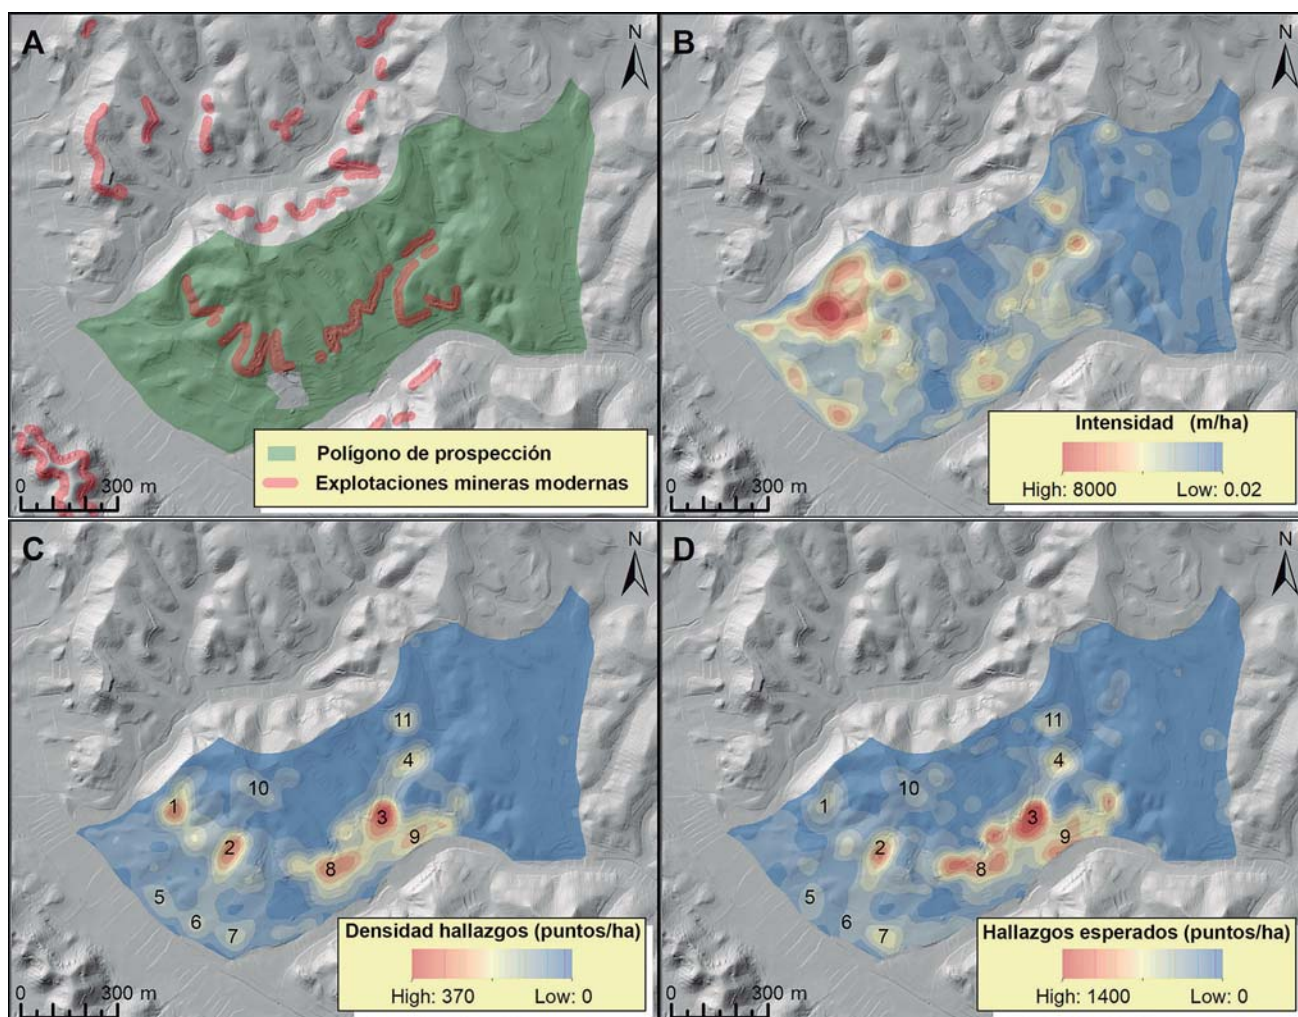 A
N
Polígono de prospección
Explotaciones mineras modernas
0
300 m
B
N
Intensidad (m/ha)
High: 8000
Low: 0.02
0
300 m
C
N
11
4
10
1
3
9
2
8
5
6
7
Densidad hallazgos (puntos/ha)
High: 370
Low: 0
0
300 m
D
N
11
4
10
1
3
9
2
8
5
6
7
Hallazgos esperados (puntos/ha)
High: 1400
Low: 0
0
300 m